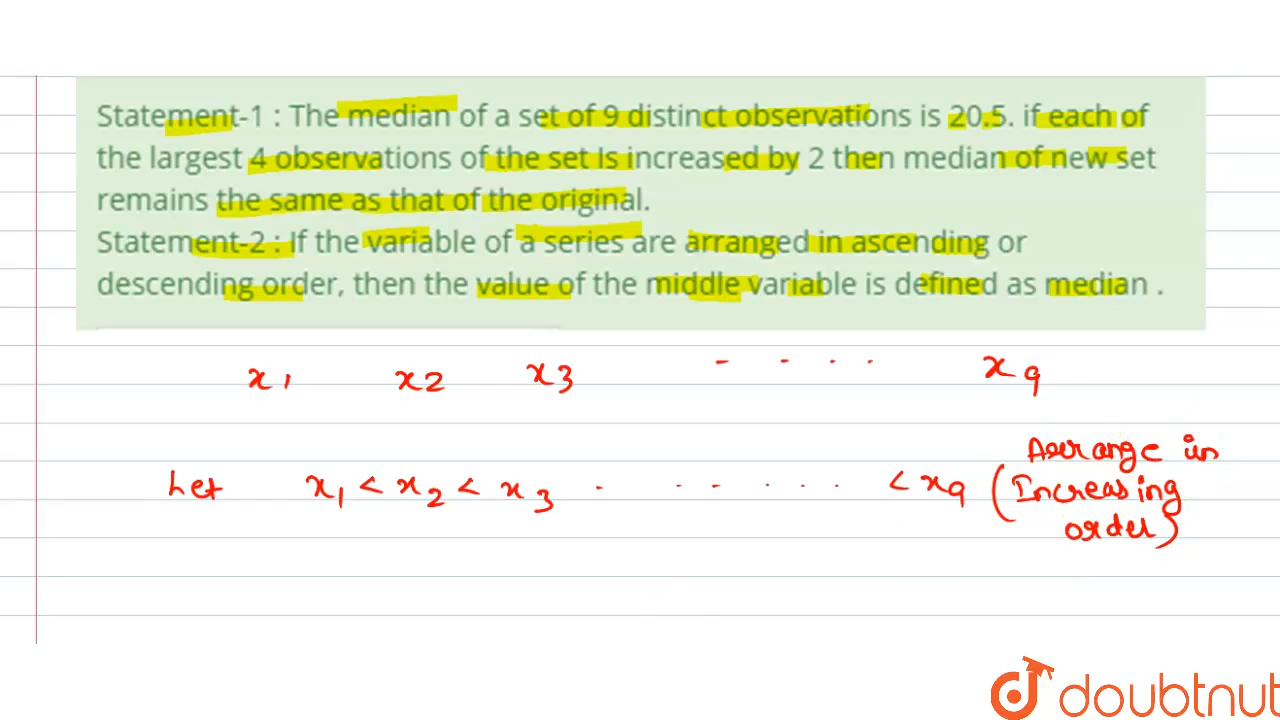 Statement-1 : The median of a set of 9 distinct observations is 20.5. if each of
the largest 4 observations of the set Is increased by 2 then median of new set
remains the same as that of the original.
Statement-2 : If the variable of a series are arranged in ascending or
descending order, then the value of the middle variable is defined as median .
x1 x2 x3 - - . . x9
Let x1 < x2 < x3 . . . . . . < x9 (Arrange in
Increasing
order)
doubtnut